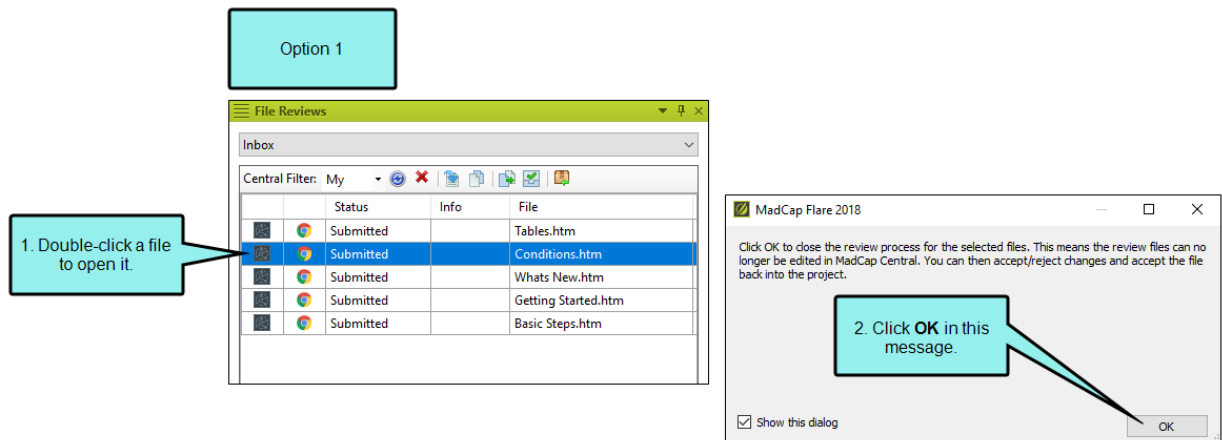 Option 1
File Reviews
Inbox
Central Filter: My
Status Info File
Submitted Tables.htm
Submitted Conditions.htm
Submitted Whats New.htm
Submitted Getting Started.htm
Submitted Basic Steps.htm
1. Double-click a file
to open it.
MadCap Flare 2018
Click OK to close the review process for the selected files. This means the review files can no
longer be edited in MadCap Central. You can then accept/reject changes and accept the file
back into the project.
2. Click OK in this
message.
Show this dialog
OK